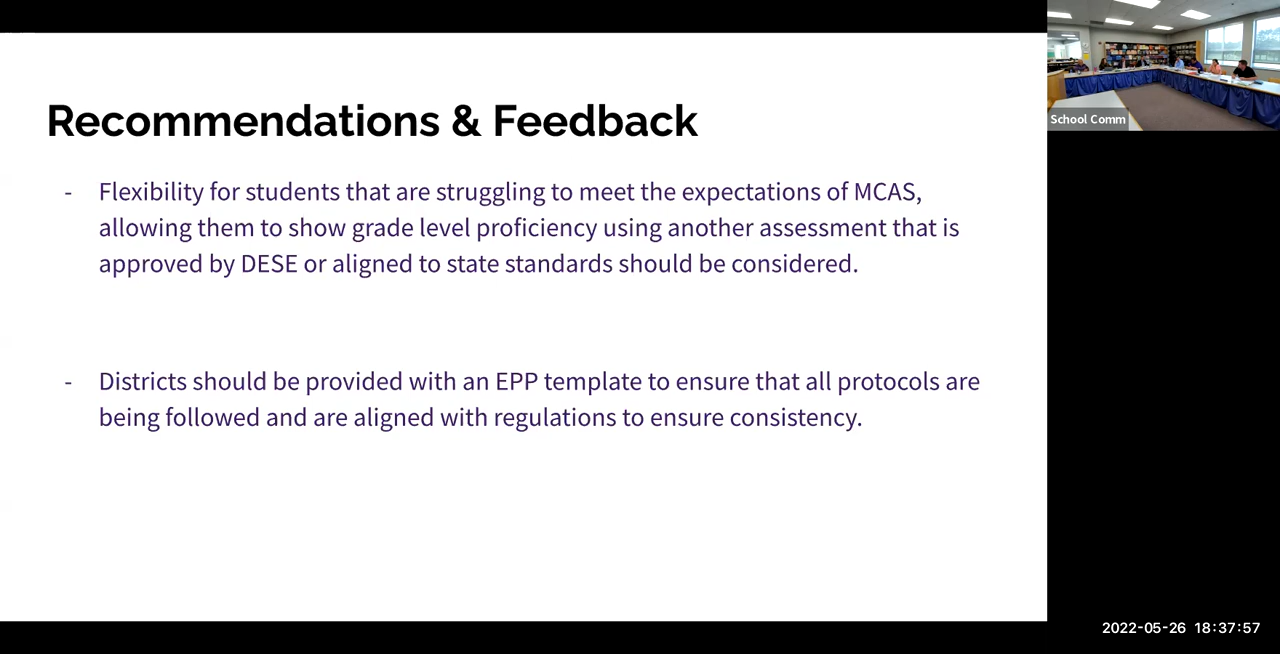 Recommendations & Feedback
- Flexibility for students that are struggling to meet the expectations of MCAS,
allowing them to show grade level proficiency using another assessment that is
approved by DESE or aligned to state standards should be considered.
- Districts should be provided with an EPP template to ensure that all protocols are
being followed and are aligned with regulations to ensure consistency.
School Comm
2022-05-26 18:37:57